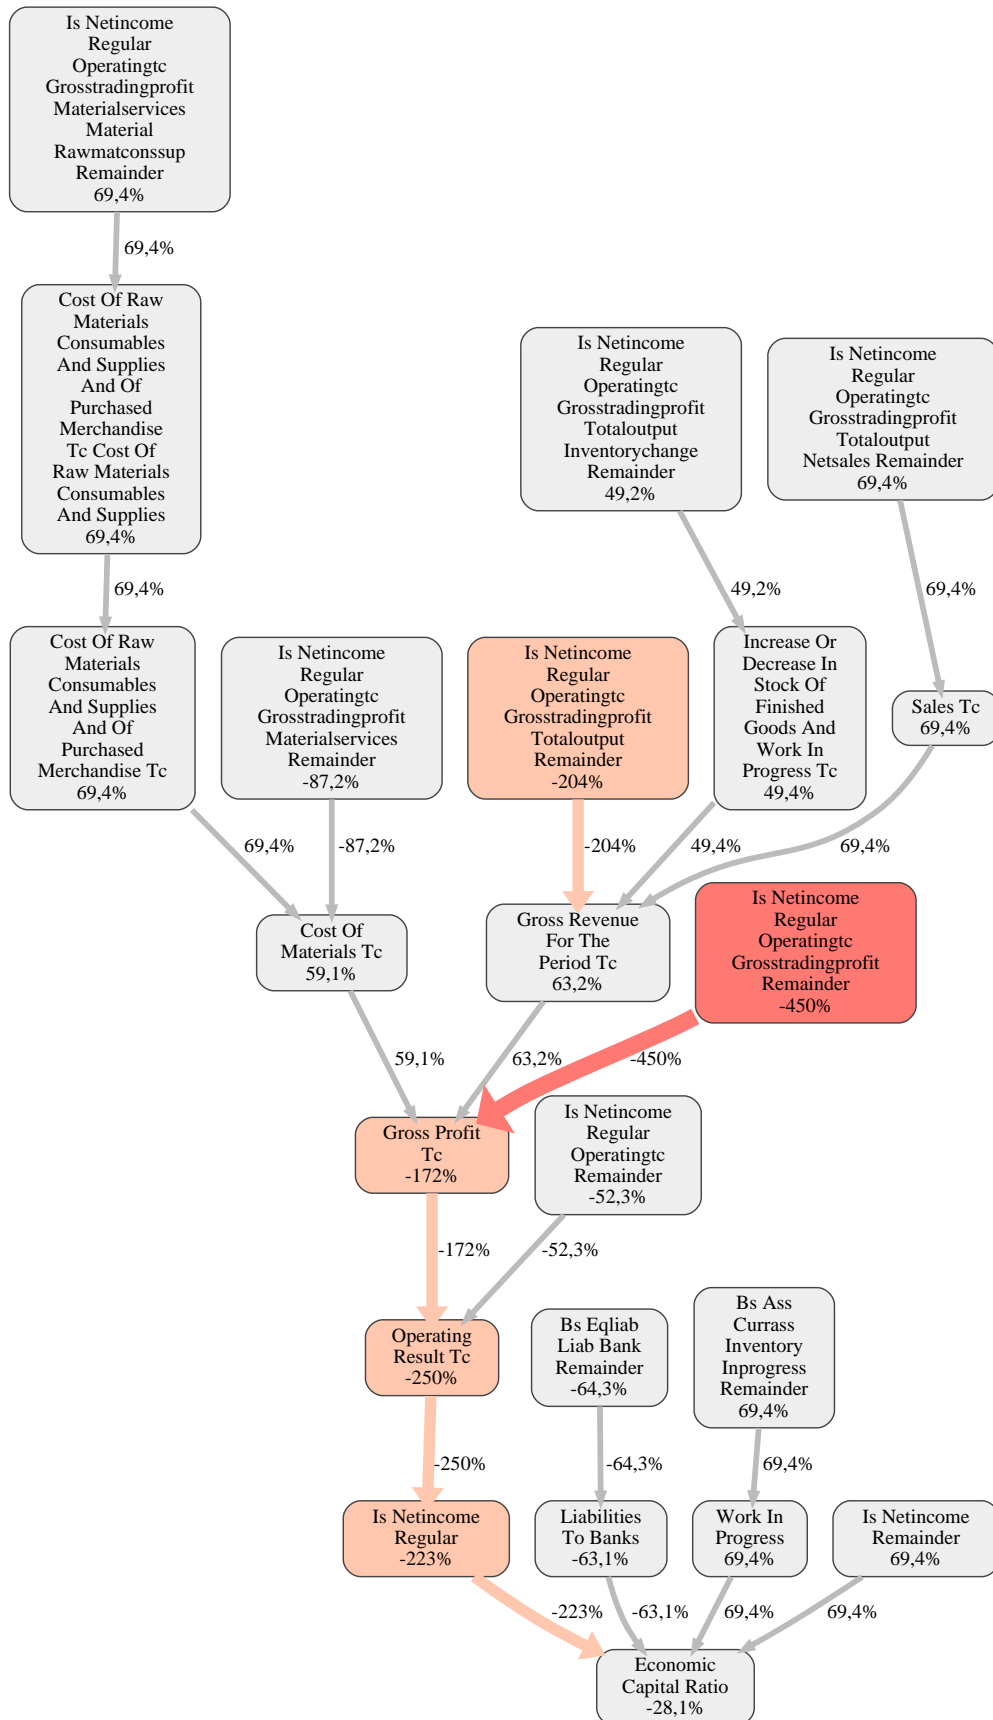 Is Netincome
Regular
Operatingtc
Grosstradingprofit
Materialservices
Material
Rawmatconssup
Remainder
69,4%
69,4%
Cost Of Raw
Materials
Consumables
And Supplies
And Of
Purchased
Merchandise
Tc Cost Of
Raw Materials
Consumables
And Supplies
69,4%
Is Netincome
Regular
Operatingtc
Grosstradingprofit
Totaloutput
Inventorychange
Remainder
49,2%
Is Netincome
Regular
Operatingtc
Grosstradingprofit
Totaloutput
Netsales Remainder
69,4%
69,4%
49,2%
69,4%
Cost Of Raw
Materials
Consumables
And Supplies
And Of
Purchased
Merchandise Tc
69,4%
Is Netincome
Regular
Operatingtc
Grosstradingprofit
Materialservices
Remainder
-87,2%
Is Netincome
Regular
Operatingtc
Grosstradingprofit
Totaloutput
Remainder
-204%
Increase Or
Decrease In
Stock Of
Finished
Goods And
Work In
Progress Tc
49,4%
Sales Tc
69,4%
69,4%
-87,2%
-204%
49,4%
69,4%
Cost Of
Materials Tc
59,1%
Gross Revenue
For The
Period Tc
63,2%
Is Netincome
Regular
Operatingtc
Grosstradingprofit
Remainder
-450%
59,1%
63,2%
-450%
Gross Profit
Tc
-172%
Is Netincome
Regular
Operatingtc
Remainder
-52,3%
-172%
-52,3%
Operating
Result Tc
-250%
Bs Eqliab
Liab Bank
Remainder
-64,3%
Bs Ass
Currass
Inventory
Inprogress
Remainder
69,4%
-250%
-64,3%
69,4%
Is Netincome
Regular
-223%
Liabilities
To Banks
-63,1%
Work In
Progress
69,4%
Is Netincome
Remainder
69,4%
-223%
-63,1%
69,4%
69,4%
Economic
Capital Ratio
-28,1%